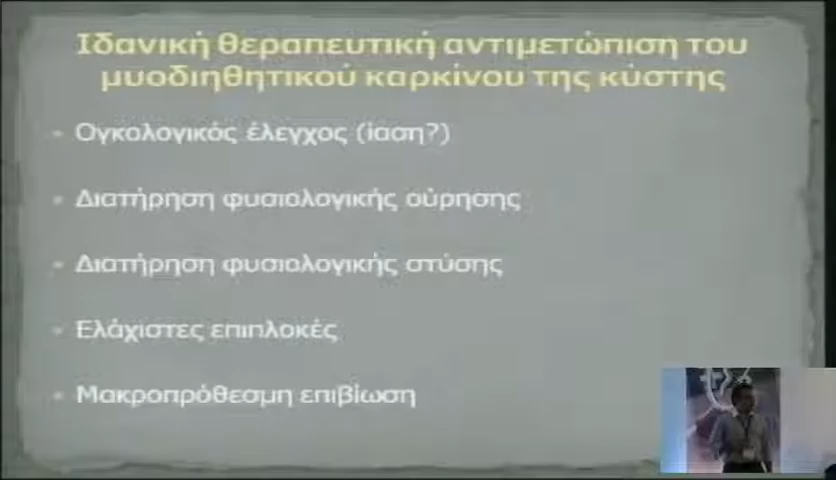 Ιδανική θεραπευτική αντιμετώπιση του
μυοδιηθητικού καρκίνου της κύστης
Ογκολογικός έλεγχος (ίαση?)
Διατήρηση φυσιολογικής ούρησης
Διατήρηση φυσιολογικής στύσης
Ελάχιστες επιπλοκές
Μακροπρόθεσμη επιβίωση